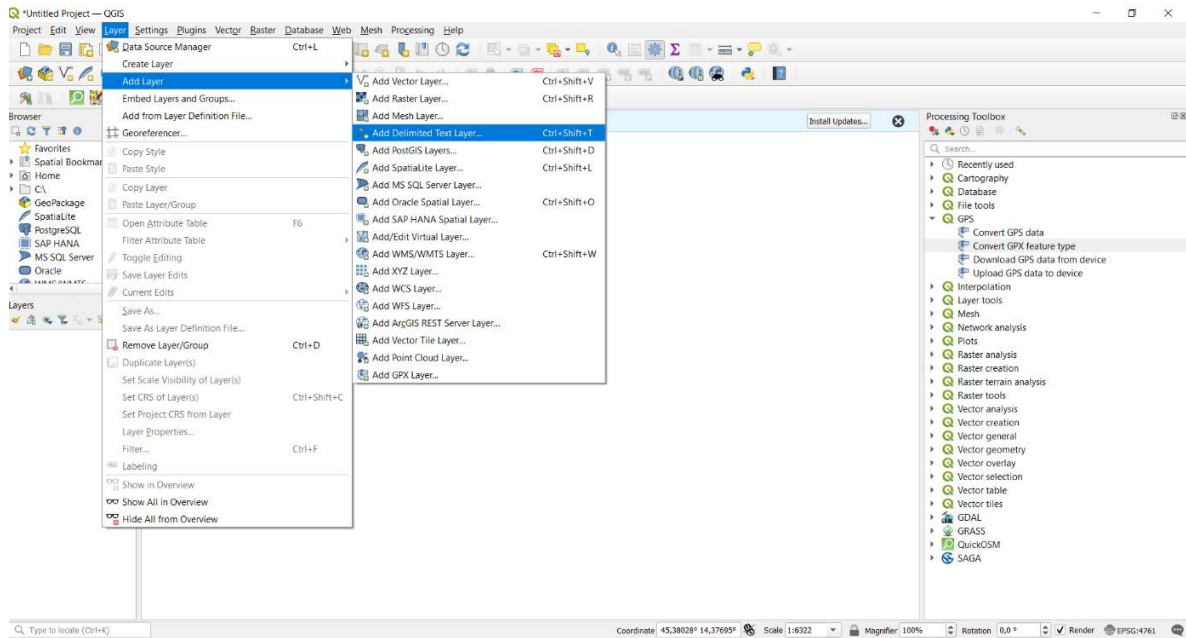 *Untitled Project — QGIS
Project Edit View Layer Settings Plugins Vector Raster Database Web Mesh Processing Help
Data Source Manager Ctrl+L
Create Layer
Add Layer
Embed Layers and Groups...
Add from Layer Definition File...
Georeferencer...
Copy Style
Paste Style
Copy Layer
Paste Layer/Group
Open Attribute Table F6
Filter Attribute Table
Toggle Editing
Save Layer Edits
Current Edits
Save As...
Save As Layer Definition File...
Remove Layer/Group Ctrl+D
Duplicate Layer(s)
Set Scale Visibility of Layer(s)
Set CRS of Layer(s) Ctrl+Shift+C
Set Project CRS from Layer
Layer Properties...
Filter... Ctrl+F
Labeling
Show in Overview
Show All in Overview
Hide All from Overview
Add Vector Layer... Ctrl+Shift+V
Add Raster Layer... Ctrl+Shift+R
Add Mesh Layer...
Add Delimited Text Layer... Ctrl+Shift+T
Add PostGIS Layers... Ctrl+Shift+D
Add SpatiaLite Layer... Ctrl+Shift+L
Add MS SQL Server Layer...
Add Oracle Spatial Layer... Ctrl+Shift+O
Add SAP HANA Spatial Layer...
Add/Edit Virtual Layer...
Add WMS/WMTS Layer... Ctrl+Shift+W
Add XYZ Layer...
Add WCS Layer...
Add WFS Layer...
Add ArcGIS REST Server Layer...
Add Vector Tile Layer...
Add Point Cloud Layer...
Add GPX Layer...
Install Updates...
Browser
Favorites
Spatial Bookmar
Home
C:\
GeoPackage
SpatiaLite
PostgreSQL
SAP HANA
MS SQL Server
Oracle
WMS/WMTS
Layers
Processing Toolbox
Search...
Recently used
Cartography
Database
File tools
GPS
Convert GPS data
Convert GPX feature type
Download GPS data from device
Upload GPS data to device
Interpolation
Layer tools
Mesh
Network analysis
Plots
Raster analysis
Raster creation
Raster terrain analysis
Raster tools
Vector analysis
Vector creation
Vector general
Vector geometry
Vector overlay
Vector selection
Vector table
Vector tiles
GDAL
GRASS
QuickOSM
SAGA
Type to locate (Ctrl+K) Coordinate 45,38028° 14,37695° Scale 1:6322 Magnifier 100% Rotation 0,0 ° Render EPSG:4761